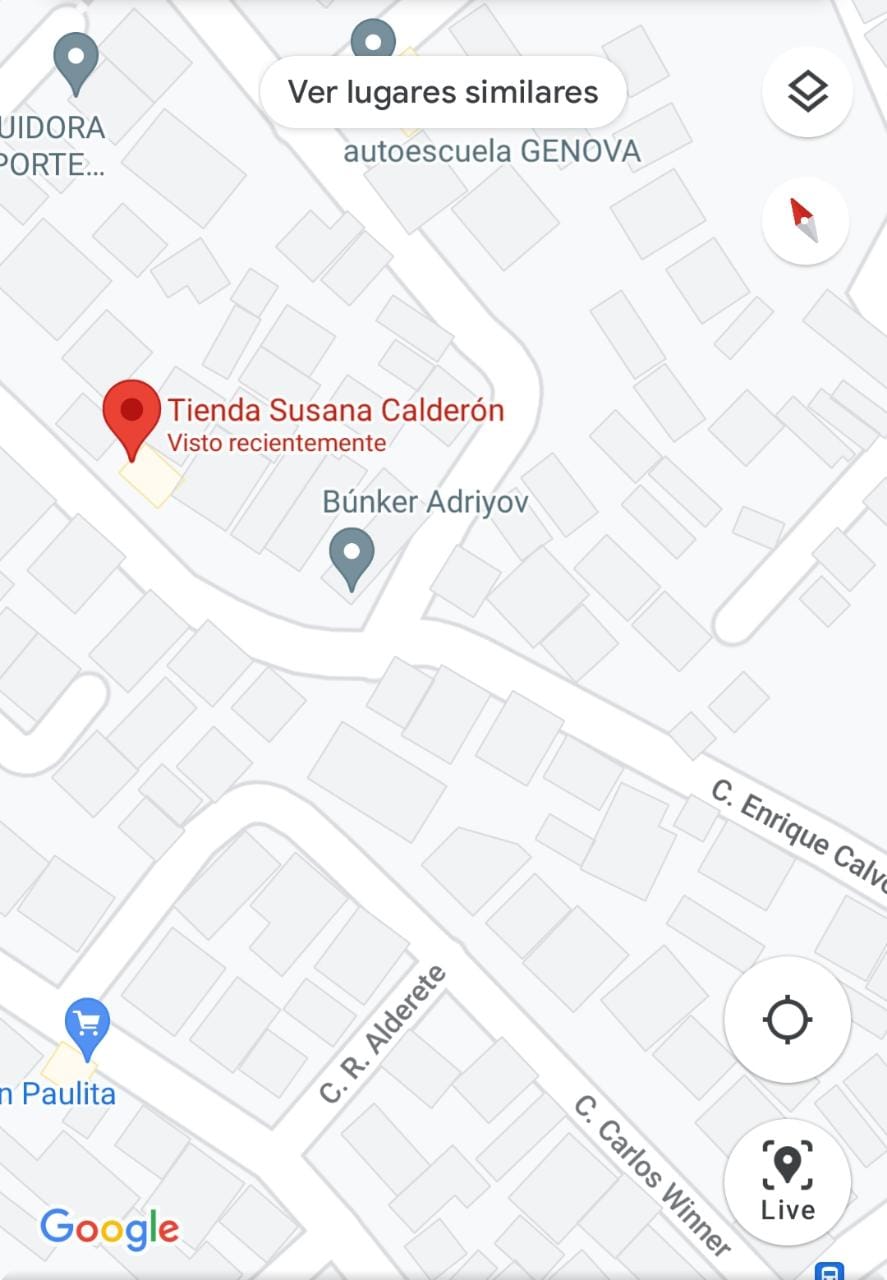 Ver lugares similares
UIDORA
PORTE...
autoescuela GENOVA
Tienda Susana Calderón
Visto recientemente
Búnker Adriyov
C. Enrique Calvo
C. R. Alderete
n Paulita
C. Carlos Winner
Live
Google